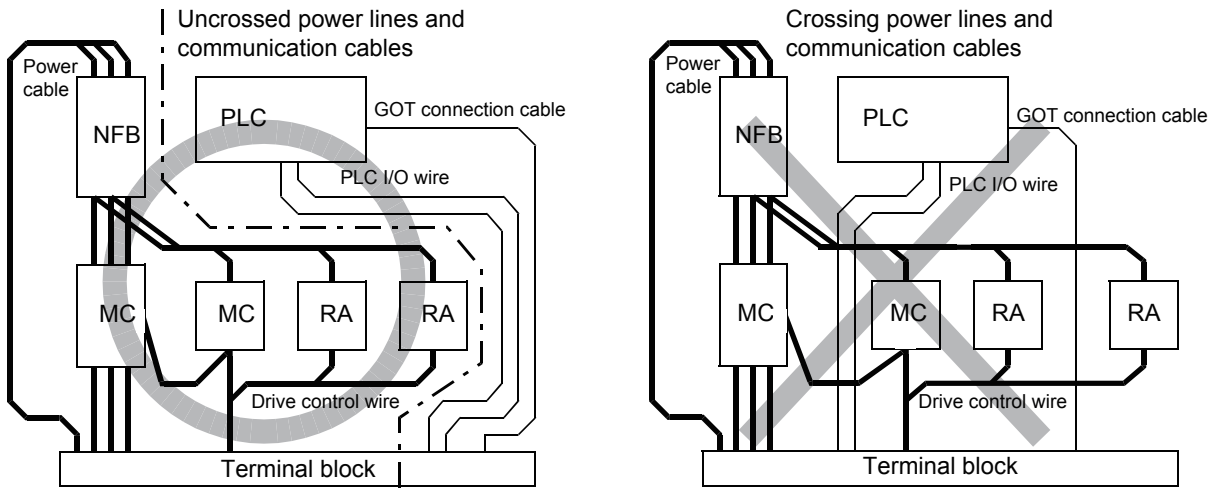 Uncrossed power lines and
communication cables
Power
cable
NFB
PLC
GOT connection cable
PLC I/O wire
MC
MC
RA
RA
Drive control wire
Terminal block
Crossing power lines and
communication cables
Power
cable
NFB
PLC
GOT connection cable
PLC I/O wire
MC
MC
RA
RA
Drive control wire
Terminal block